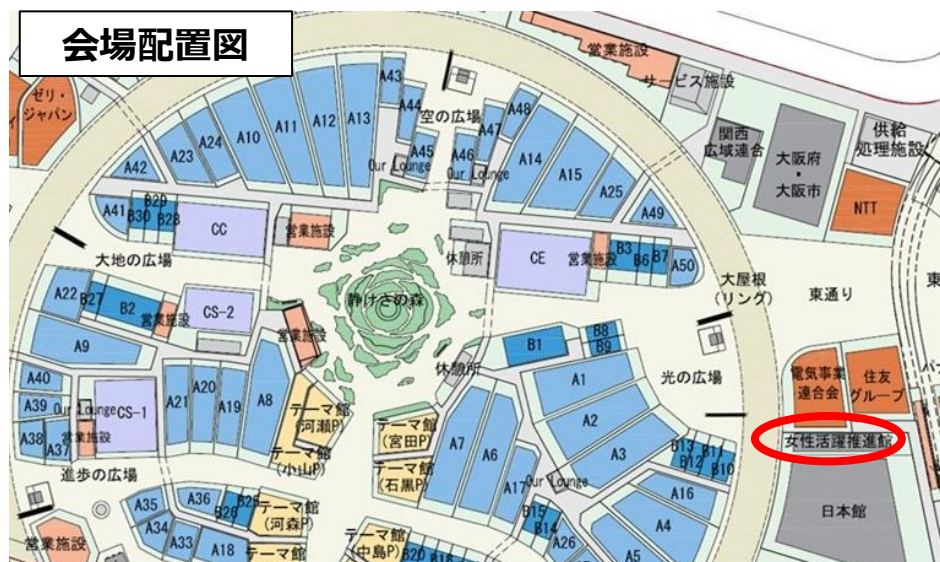 会場配置図
営業施設
サービス施設
ゼリ・
ジャパン
A42
A23
A24
A10
A11
A12
A13
A43
A44
A45
Our Lounge
空の広場
A46
A47
A48
Our Lounge
A14
A15
A25
A49
関西
広域連合
大阪府
・
大阪市
供給
処理施設
NTT
A41
B30
B29
B28
CC
営業施設
休憩所
CE
営業施設
B3
B6
B7
A50
大地の広場
静けさの森
大屋根
(リング)
東通り
東
A22
B27
B2
営業施設
CS-2
営業施設
A9
B1
B8
B9
休憩所
光の広場
電気事業
連合会
住友
グループ
A40
A39
A38
A37
Our Lounge
営業施設
CS-1
A21
A20
A19
A8
テーマ館
(河瀬P)
テーマ館
(小山P)
テーマ館
(宮田P)
テーマ館
(石黒P)
A7
A6
A17
Our Lounge
A1
A2
A3
B13
B12
B11
B10
女性活躍推進館
日本館
進歩の広場
A35
A36
A34
A33
A18
B25
B26
テーマ館
(河森P)
テーマ館
テーマ館
(中島P)
B20
B18
B15
B14
A26
A16
A4
A5
営業施設